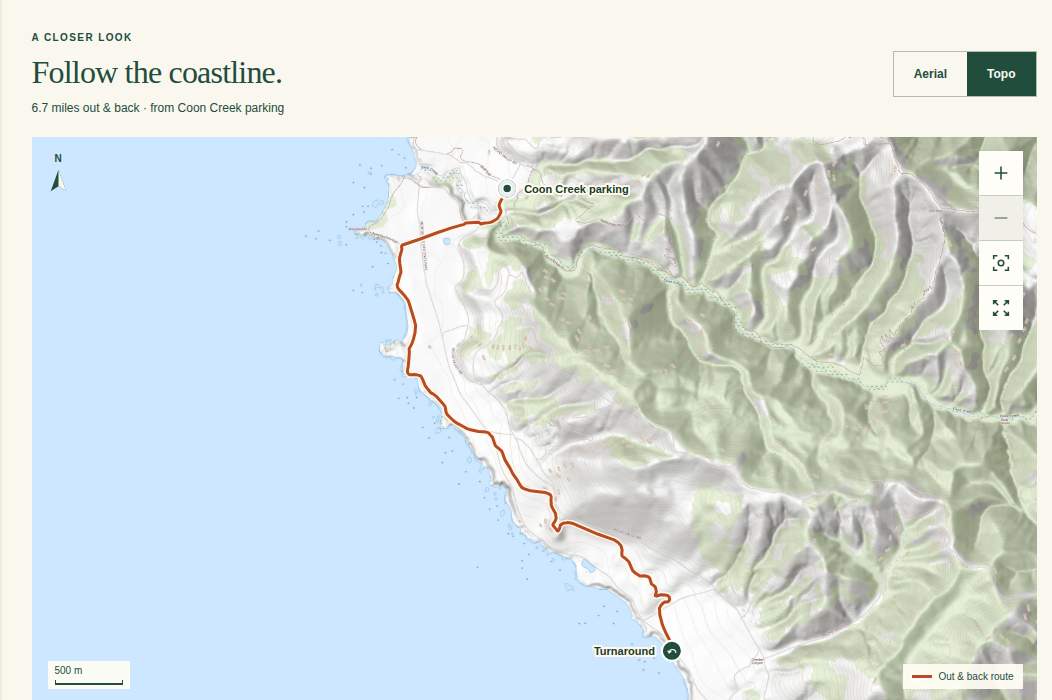 A CLOSER LOOK
Follow the coastline.
6.7 miles out & back · from Coon Creek parking
Aerial
Topo
N
Coon Creek parking
Turnaround
500 m
Out & back route